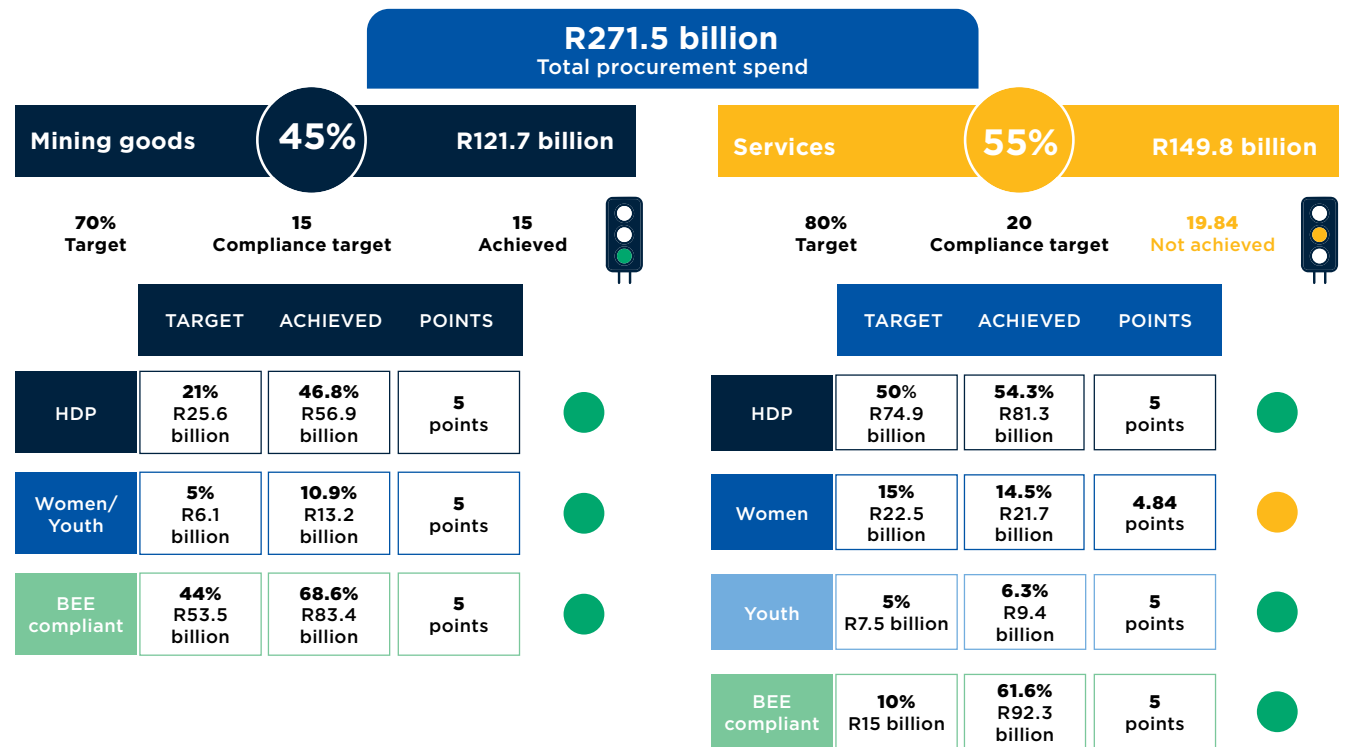 R271.5 billion
Total procurement spend
Mining goods
45%
R121.7 billion
70%
Target
15
Compliance target
15
Achieved
TARGET ACHIEVED POINTS
HDP
21%
R25.6
billion
46.8%
R56.9
billion
5
points
Women/
Youth
5%
R6.1
billion
10.9%
R13.2
billion
5
points
BEE
compliant
44%
R53.5
billion
68.6%
R83.4
billion
5
points
Services
55%
R149.8 billion
80%
Target
20
Compliance target
19.84
Not achieved
TARGET ACHIEVED POINTS
HDP
50%
R74.9
billion
54.3%
R81.3
billion
5
points
Women
15%
R22.5
billion
14.5%
R21.7
billion
4.84
points
Youth
5%
R7.5 billion
6.3%
R9.4
billion
5
points
BEE
compliant
10%
R15 billion
61.6%
R92.3
billion
5
points